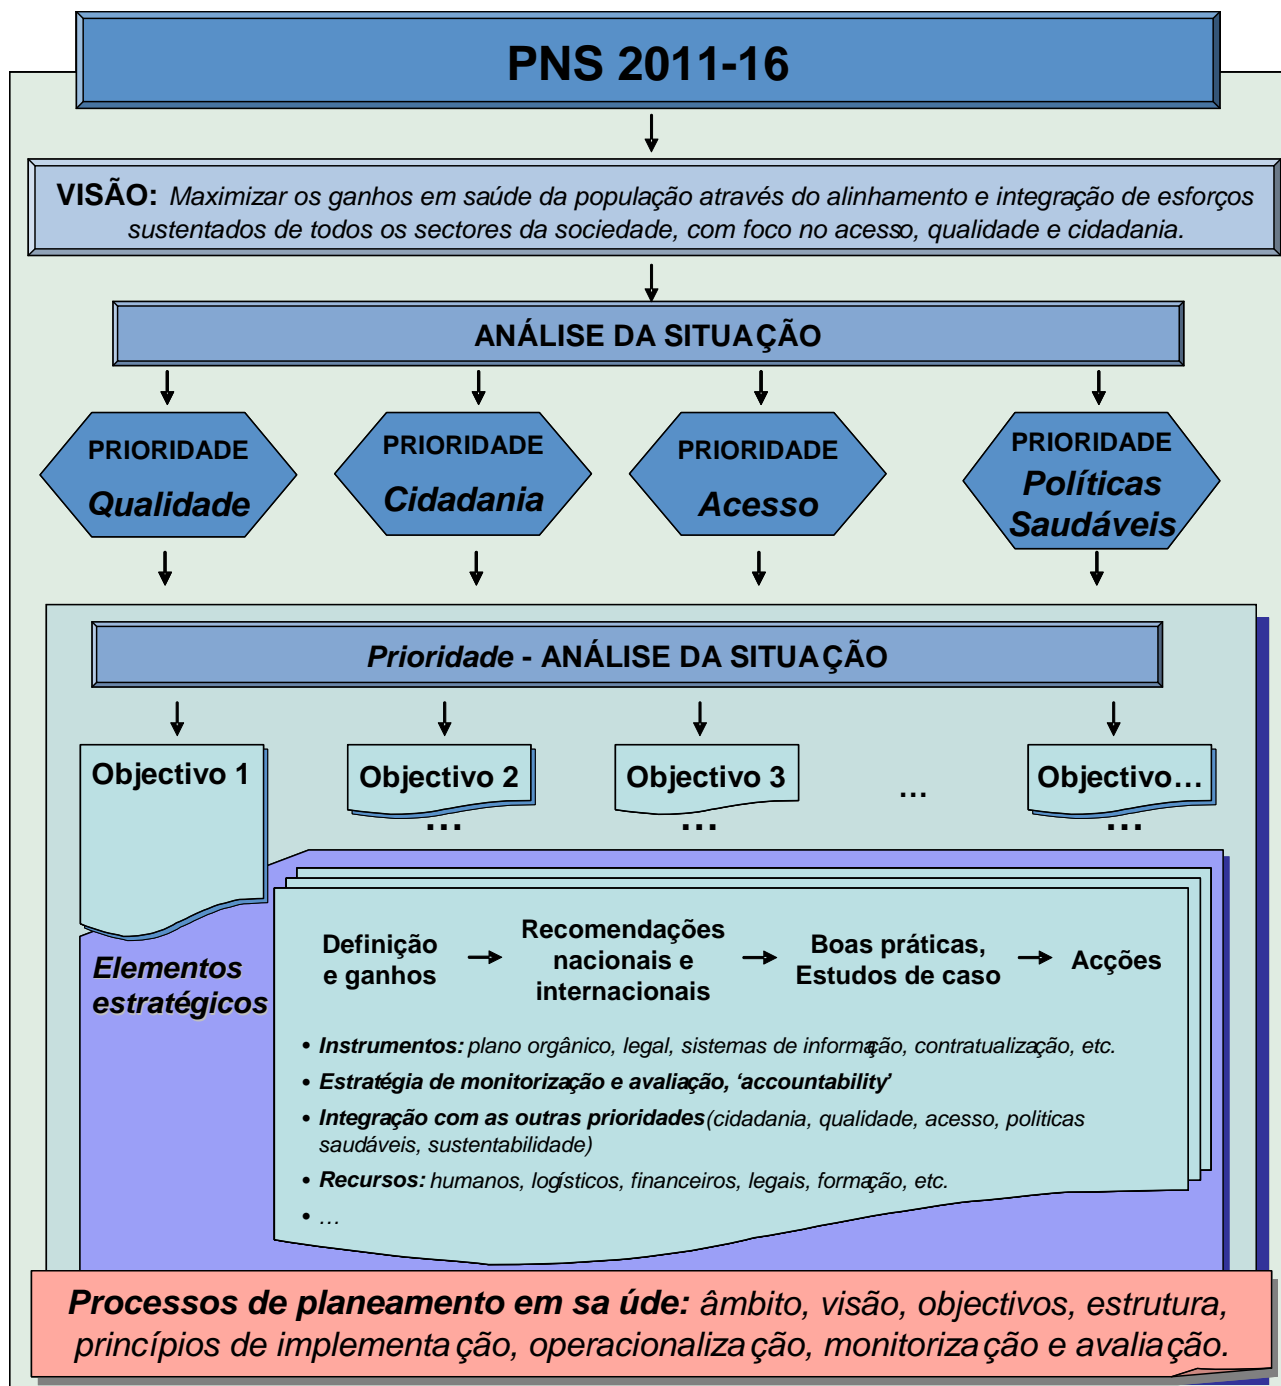 PNS 2011-16
VISÃO: Maximizar os ganhos em saúde da população através do alinhamento e integração de esforços
sustentados de todos os sectores da sociedade, com foco no acesso, qualidade e cidadania.
ANÁLISE DA SITUAÇÃO
PRIORIDADE
Qualidade
PRIORIDADE
Cidadania
PRIORIDADE
Acesso
PRIORIDADE
Políticas
Saudáveis
Prioridade - ANÁLISE DA SITUAÇÃO
Objectivo 1
Objectivo 2
...
Objectivo 3
...
...
Objectivo...
...
Elementos
estratégicos
Definição
e ganhos
Recomendações
nacionais e
internacionais
Boas práticas,
Estudos de caso
Acções
• Instrumentos: plano orgânico, legal, sistemas de informação, contratualização, etc.
• Estratégia de monitorização e avaliação, ‘accountability’
• Integração com as outras prioridades (cidadania, qualidade, acesso, politicas
saudáveis, sustentabilidade)
• Recursos: humanos, logísticos, financeiros, legais, formação, etc.
• ...
Processos de planeamento em sa úde: âmbito, visão, objectivos, estrutura,
princípios de implementa ção, operacionaliza ção, monitoriza ção e avaliação.